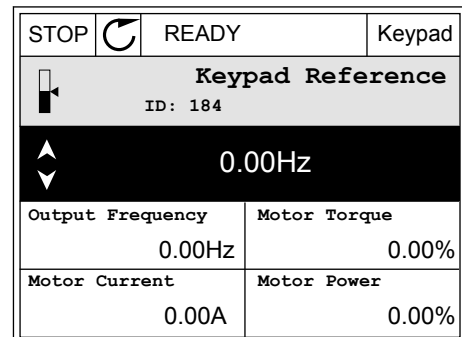 STOP READY Keypad
Keypad Reference
ID: 184
0.00Hz
Output Frequency Motor Torque
0.00Hz 0.00%
Motor Current Motor Power
0.00A 0.00%